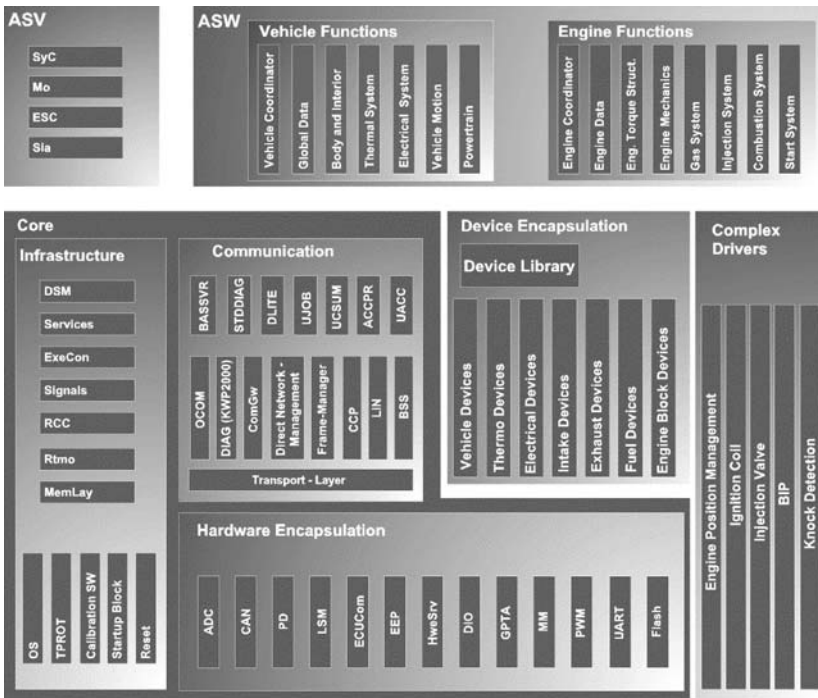 ASV
SyC
Mo
ESC
Sia
ASW
Vehicle Functions
Vehicle Coordinator
Global Data
Body and Interior
Thermal System
Electrical System
Vehicle Motion
Powertrain
Engine Functions
Engine Coordinator
Engine Data
Eng. Torque Struct.
Engine Mechanics
Gas System
Injection System
Combustion System
Start System
Core
Infrastructure
DSM
Services
ExeCon
Signals
RCC
Rtmo
MemLay
OS
TPROT
Calibration SW
Startup Block
Reset
Communication
BASSVR
STDDIAG
DLITE
UJOB
UCSUM
ACCPR
UACC
OCOM
DIAG (KWP2000)
ComGw
Direct Network -
Management
Frame-Manager
CCP
LIN
BSS
Transport - Layer
Hardware Encapsulation
ADC
CAN
PD
LSM
ECUCom
EEP
HweSrv
DIO
GPTA
MM
PWM
UART
Flash
Device Encapsulation
Device Library
Vehicle Devices
Thermo Devices
Electrical Devices
Intake Devices
Exhaust Devices
Fuel Devices
Engine Block Devices
Complex
Drivers
Engine Position Management
Ignition Coil
Injection Valve
BIP
Knock Detection